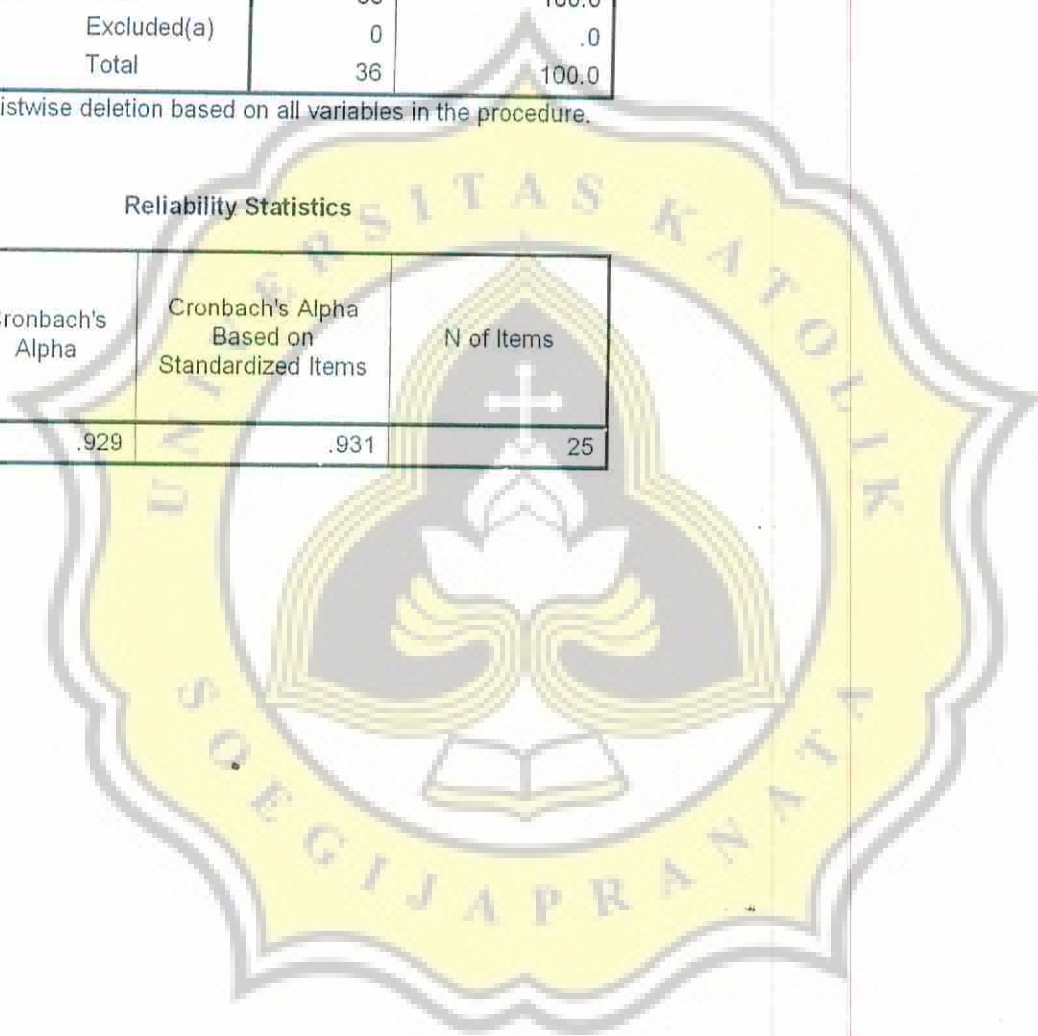 Excluded(a) 0 .0
Total 36 100.0
istwise deletion based on all variables in the procedure.
Reliability Statistics
ronbach's Alpha
Cronbach's Alpha Based on Standardized Items
N of Items
.929 .931 25
UNIVERSITAS KATOLIK
SOEGIJAPRANATA